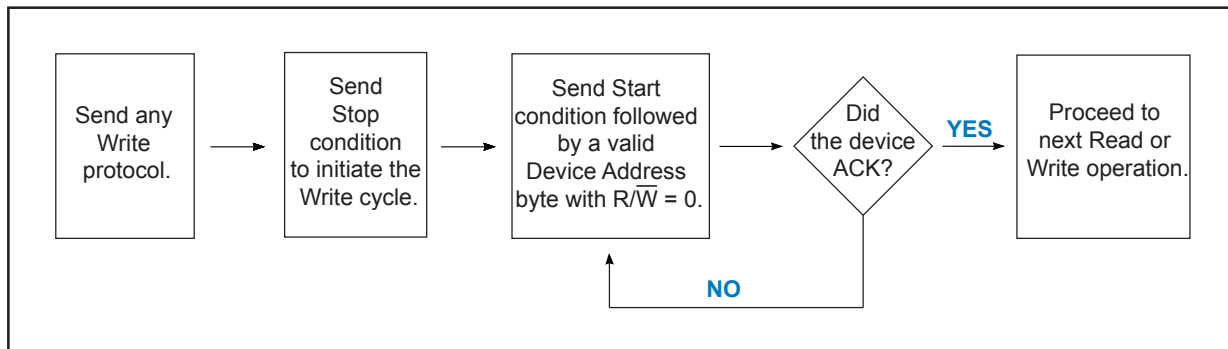 Send any
Write
protocol.
Send
Stop
condition
to initiate the
Write cycle.
Send Start
condition followed
by a valid
Device Address
byte with R/W̅ = 0.
Did
the device
ACK?
YES
NO
Proceed to
next Read or
Write operation.